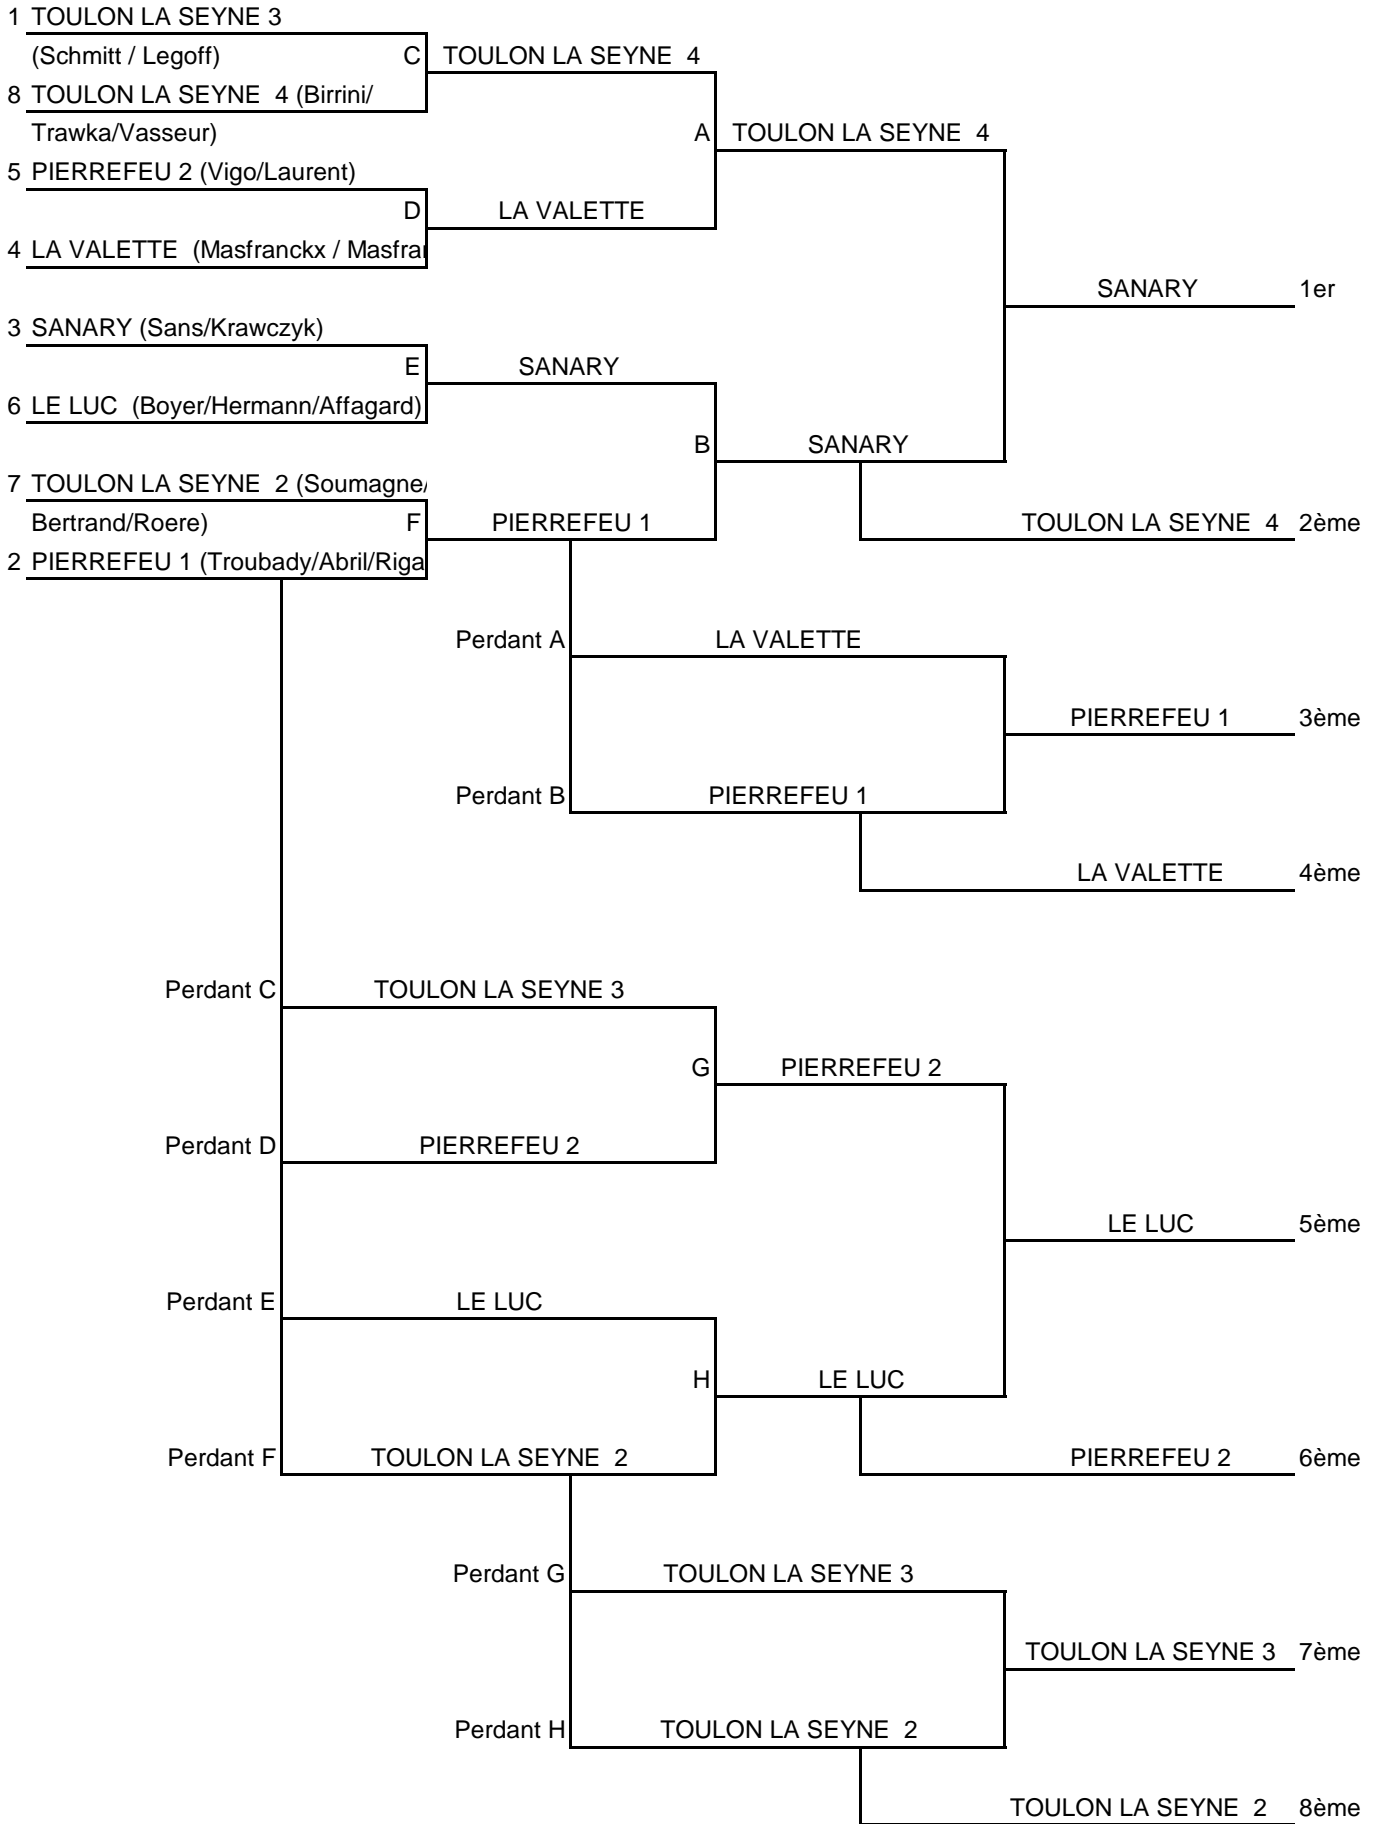 1 TOULON LA SEYNE 3
(Schmitt / Legoff) C TOULON LA SEYNE 4
8 TOULON LA SEYNE 4 (Birrini/
Trawka/Vasseur) A TOULON LA SEYNE 4
5 PIERREFEU 2 (Vigo/Laurent)
D LA VALETTE
4 LA VALETTE (Masfranckx / Masfra
SANARY 1er
3 SANARY (Sans/Krawczyk)
E SANARY
6 LE LUC (Boyer/Hermann/Affagard)
B SANARY
7 TOULON LA SEYNE 2 (Soumagne/
Bertrand/Roere) F PIERREFEU 1 TOULON LA SEYNE 4 2ème
2 PIERREFEU 1 (Troubady/Abril/Riga
Perdant A LA VALETTE
PIERREFEU 1 3ème
Perdant B PIERREFEU 1
LA VALETTE 4ème
Perdant C TOULON LA SEYNE 3
G PIERREFEU 2
Perdant D PIERREFEU 2
LE LUC 5ème
Perdant E LE LUC
H LE LUC
Perdant F TOULON LA SEYNE 2 PIERREFEU 2 6ème
Perdant G TOULON LA SEYNE 3
TOULON LA SEYNE 3 7ème
Perdant H TOULON LA SEYNE 2
TOULON LA SEYNE 2 8ème